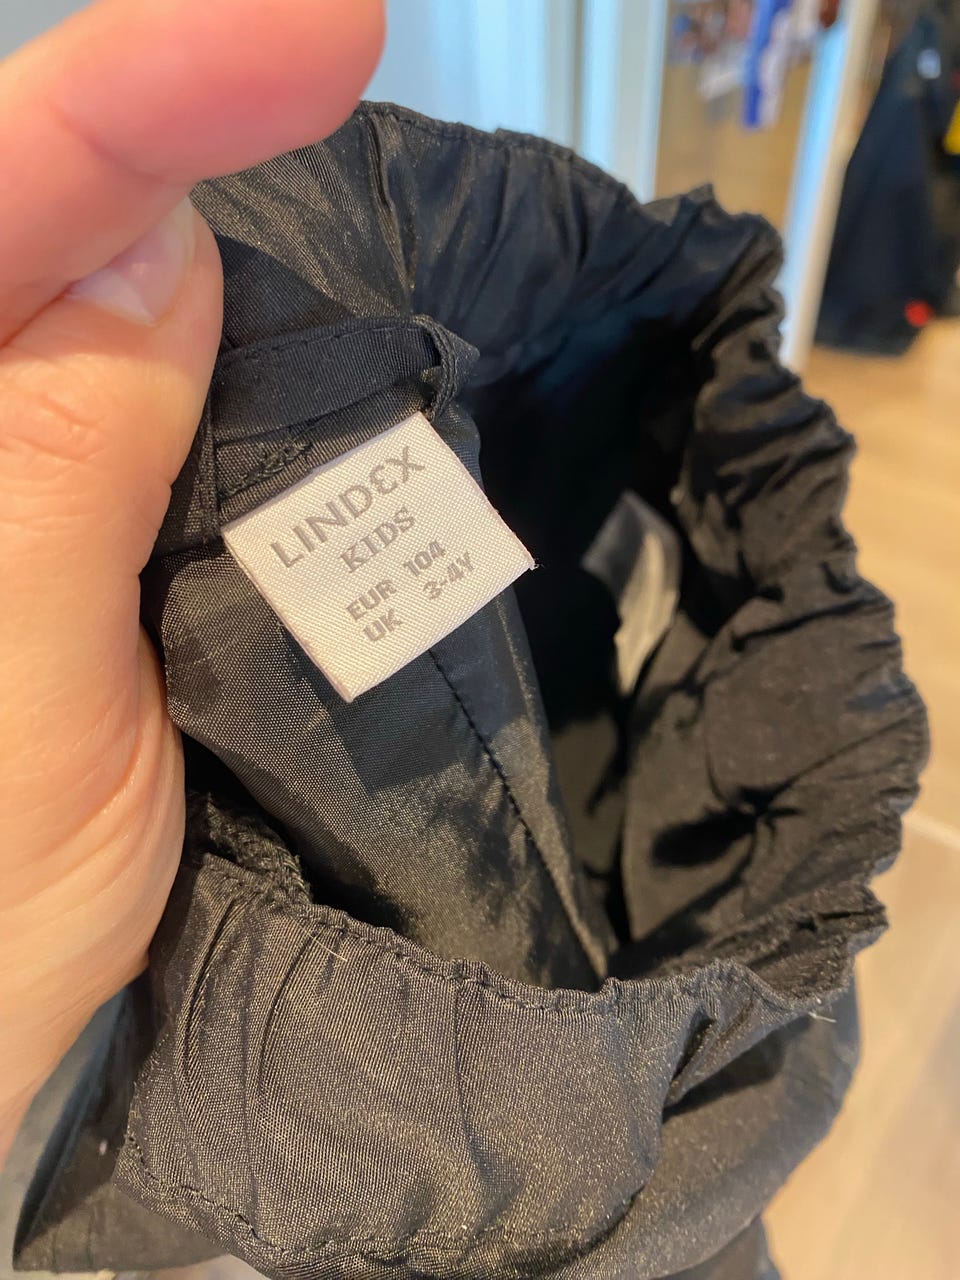 LINDEX
KIDS
EUR 104
UK 3-4Y